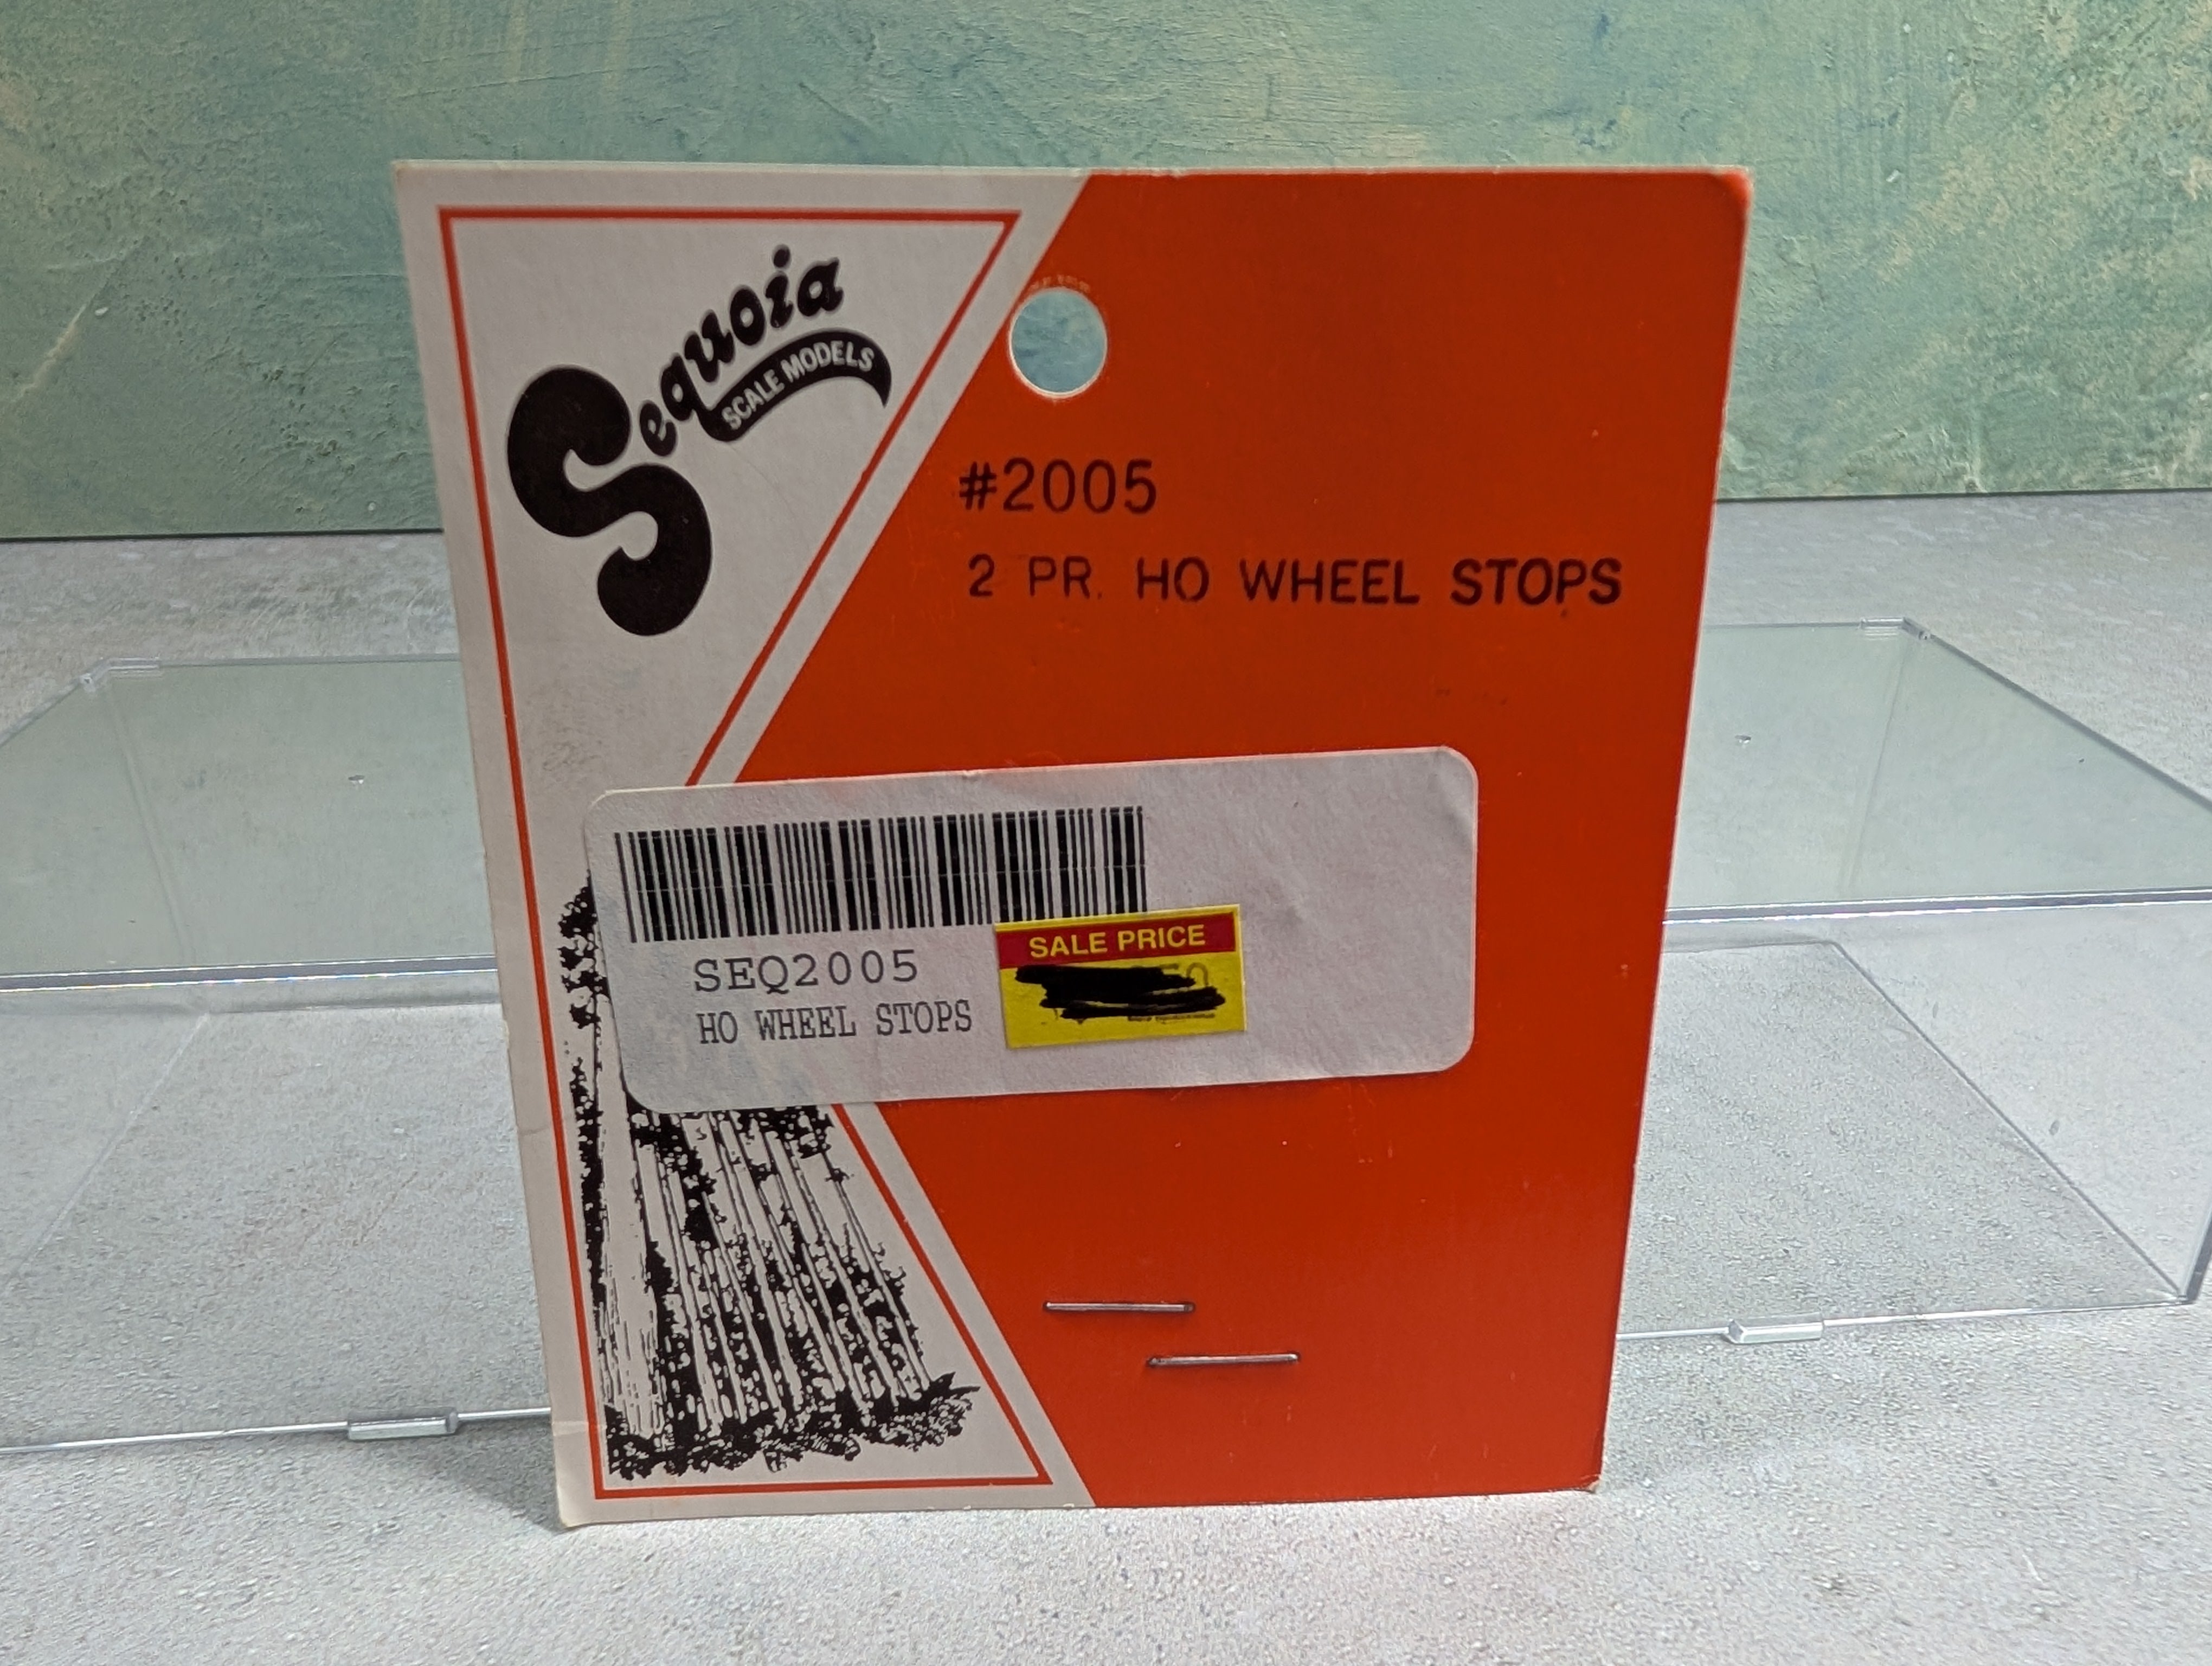 Sequoia
SCALE MODELS
#2005
2 PR. HO WHEEL STOPS
SEQ2005
HO WHEEL STOPS
SALE PRICE